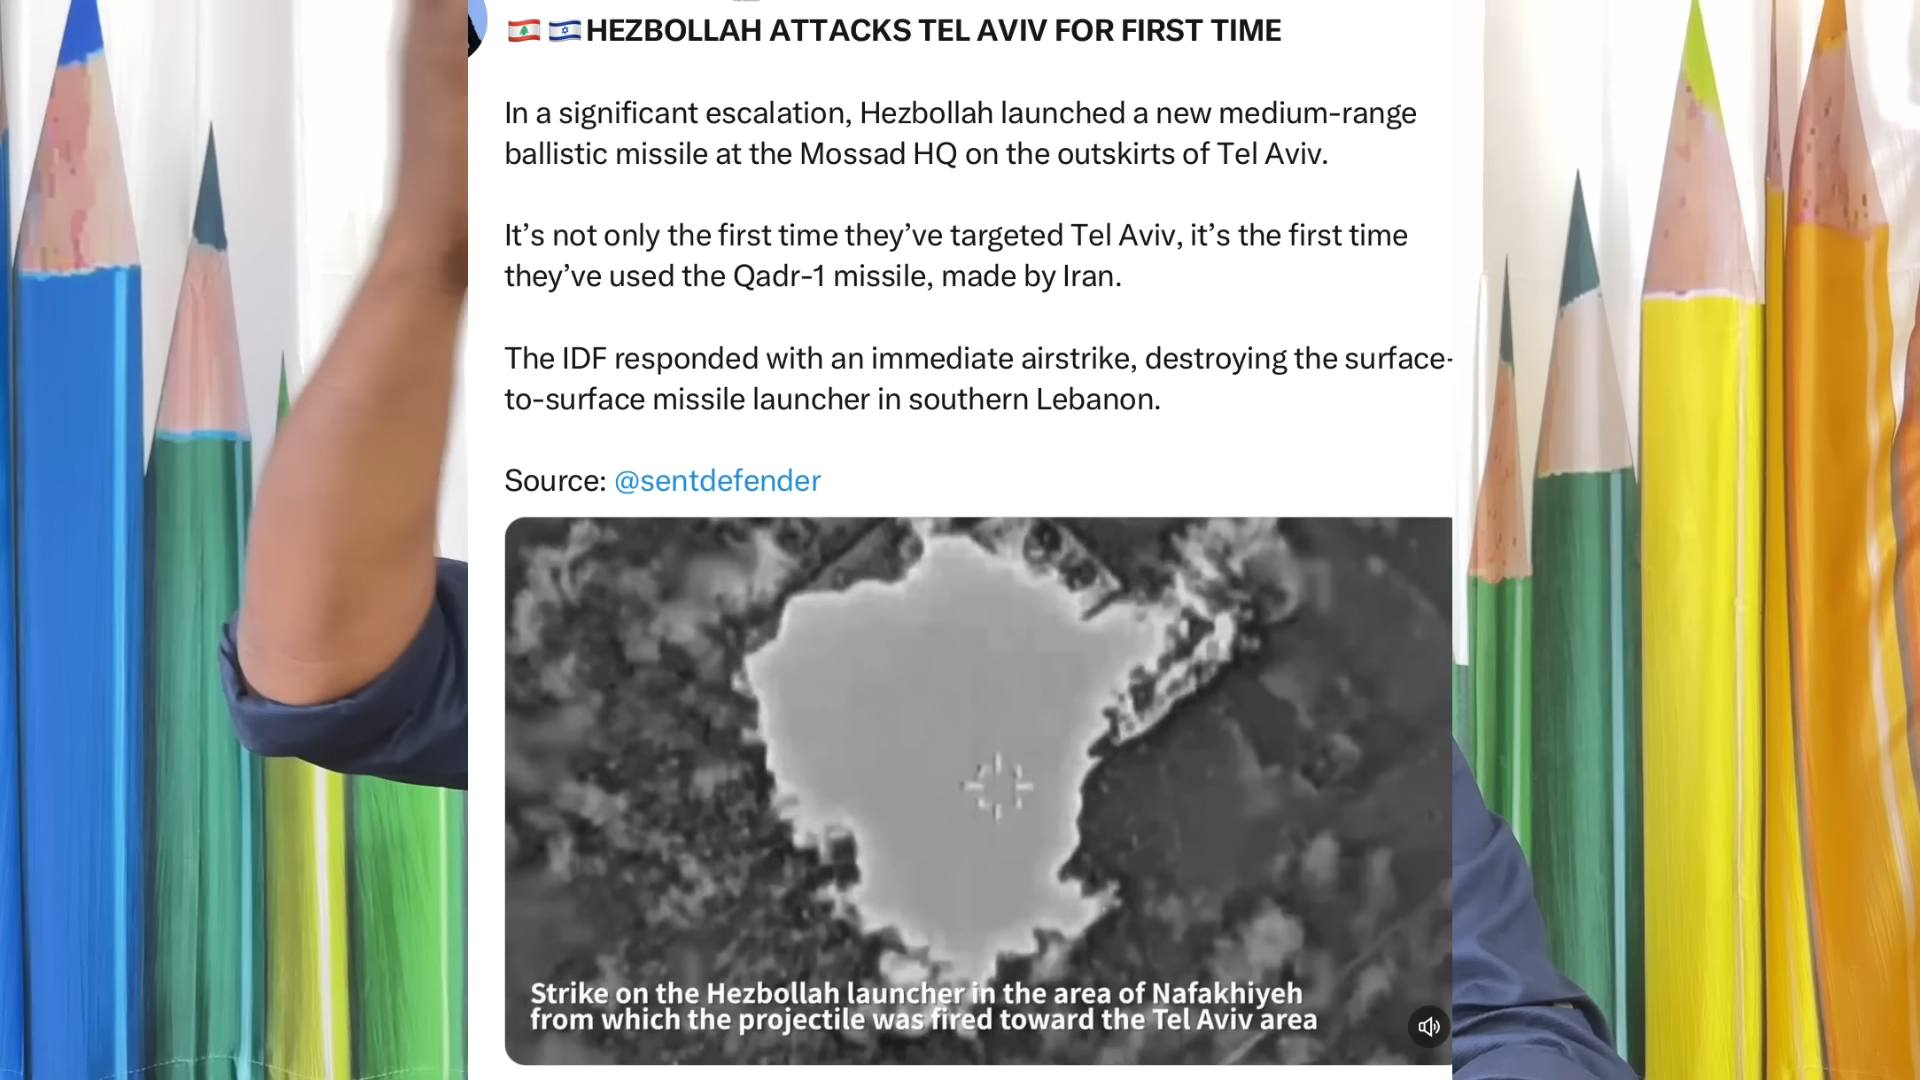 🇱🇧 🇮🇱 HEZBOLLAH ATTACKS TEL AVIV FOR FIRST TIME
In a significant escalation, Hezbollah launched a new medium-range
ballistic missile at the Mossad HQ on the outskirts of Tel Aviv.
It’s not only the first time they’ve targeted Tel Aviv, it’s the first time
they’ve used the Qadr-1 missile, made by Iran.
The IDF responded with an immediate airstrike, destroying the surface-
to-surface missile launcher in southern Lebanon.
Source: @sentdefender
Strike on the Hezbollah launcher in the area of Nafakhiyeh
from which the projectile was fired toward the Tel Aviv area